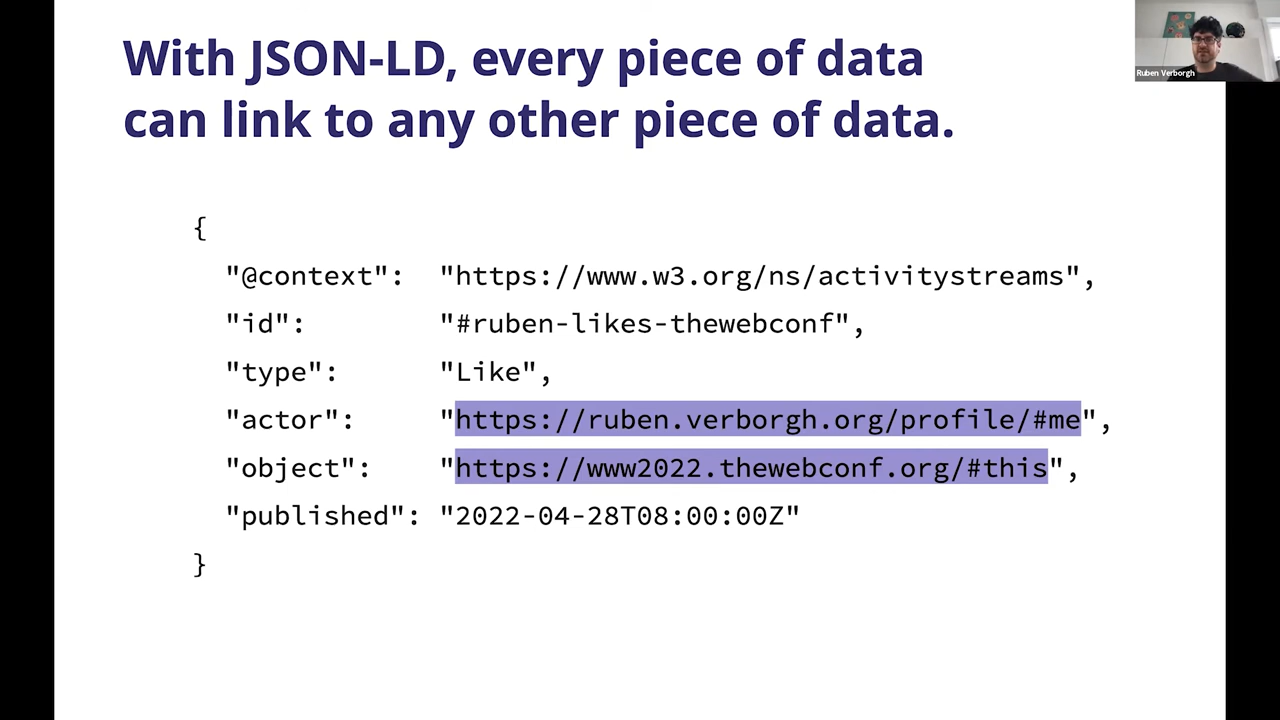 With JSON-LD, every piece of data
can link to any other piece of data.
Ruben Verborgh
{
"@context": "https://www.w3.org/ns/activitystreams",
"id": "#ruben-likes-thewebconf",
"type": "Like",
"actor": "https://ruben.verborgh.org/profile/#me",
"object": "https://www2022.thewebconf.org/#this",
"published": "2022-04-28T08:00:00Z"
}